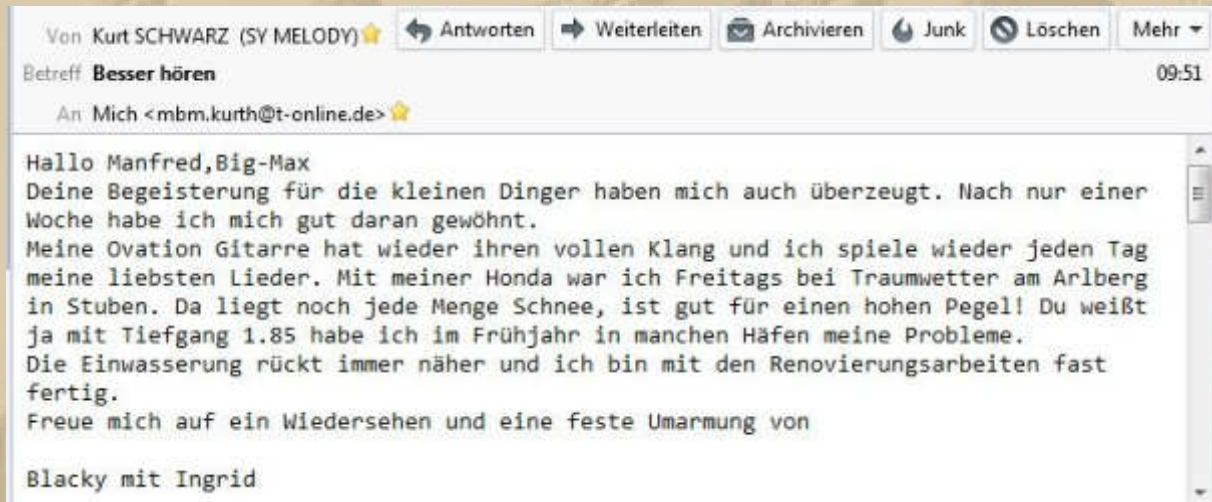 Von Kurt SCHWARZ (SY MELODY) Antworten Weiterleiten Archivieren Junk Löschen Mehr
Betreff Besser hören 09:51
An Mich <mbm.kurth@t-online.de>
Hallo Manfred,Big-Max
Deine Begeisterung für die kleinen Dinger haben mich auch überzeugt. Nach nur einer
Woche habe ich mich gut daran gewöhnt.
Meine Ovation Gitarre hat wieder ihren vollen Klang und ich spiele wieder jeden Tag
meine liebsten Lieder. Mit meiner Honda war ich Freitags bei Traumwetter am Arlberg
in Stuben. Da liegt noch jede Menge Schnee, ist gut für einen hohen Pegel! Du weißt
ja mit Tiefgang 1.85 habe ich im Frühjahr in manchen Häfen meine Probleme.
Die Einwasserung rückt immer näher und ich bin mit den Renovierungsarbeiten fast
fertig.
Freue mich auf ein Wiedersehen und eine feste Umarmung von
Blacky mit Ingrid